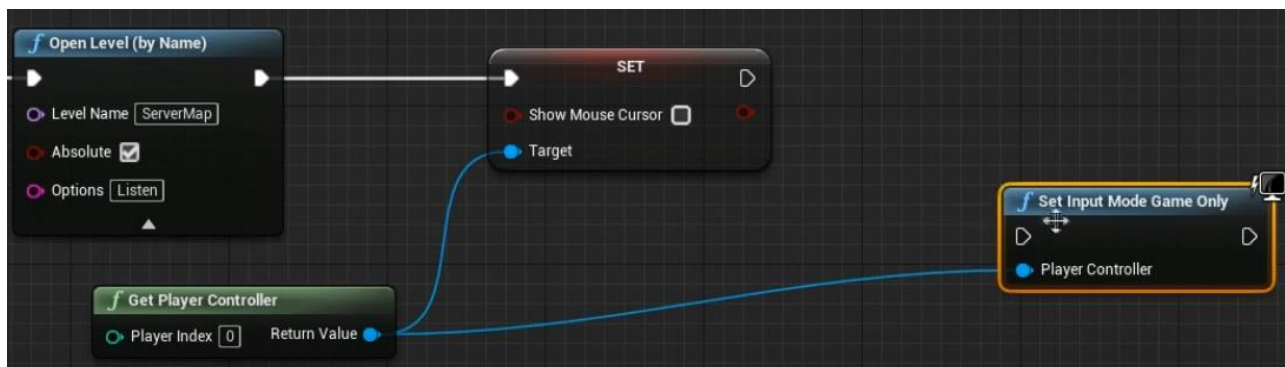 f Open Level (by Name)
Level Name ServerMap
Absolute
Options Listen
SET
Show Mouse Cursor
Target
f Set Input Mode Game Only
Player Controller
f Get Player Controller
Player Index 0 Return Value